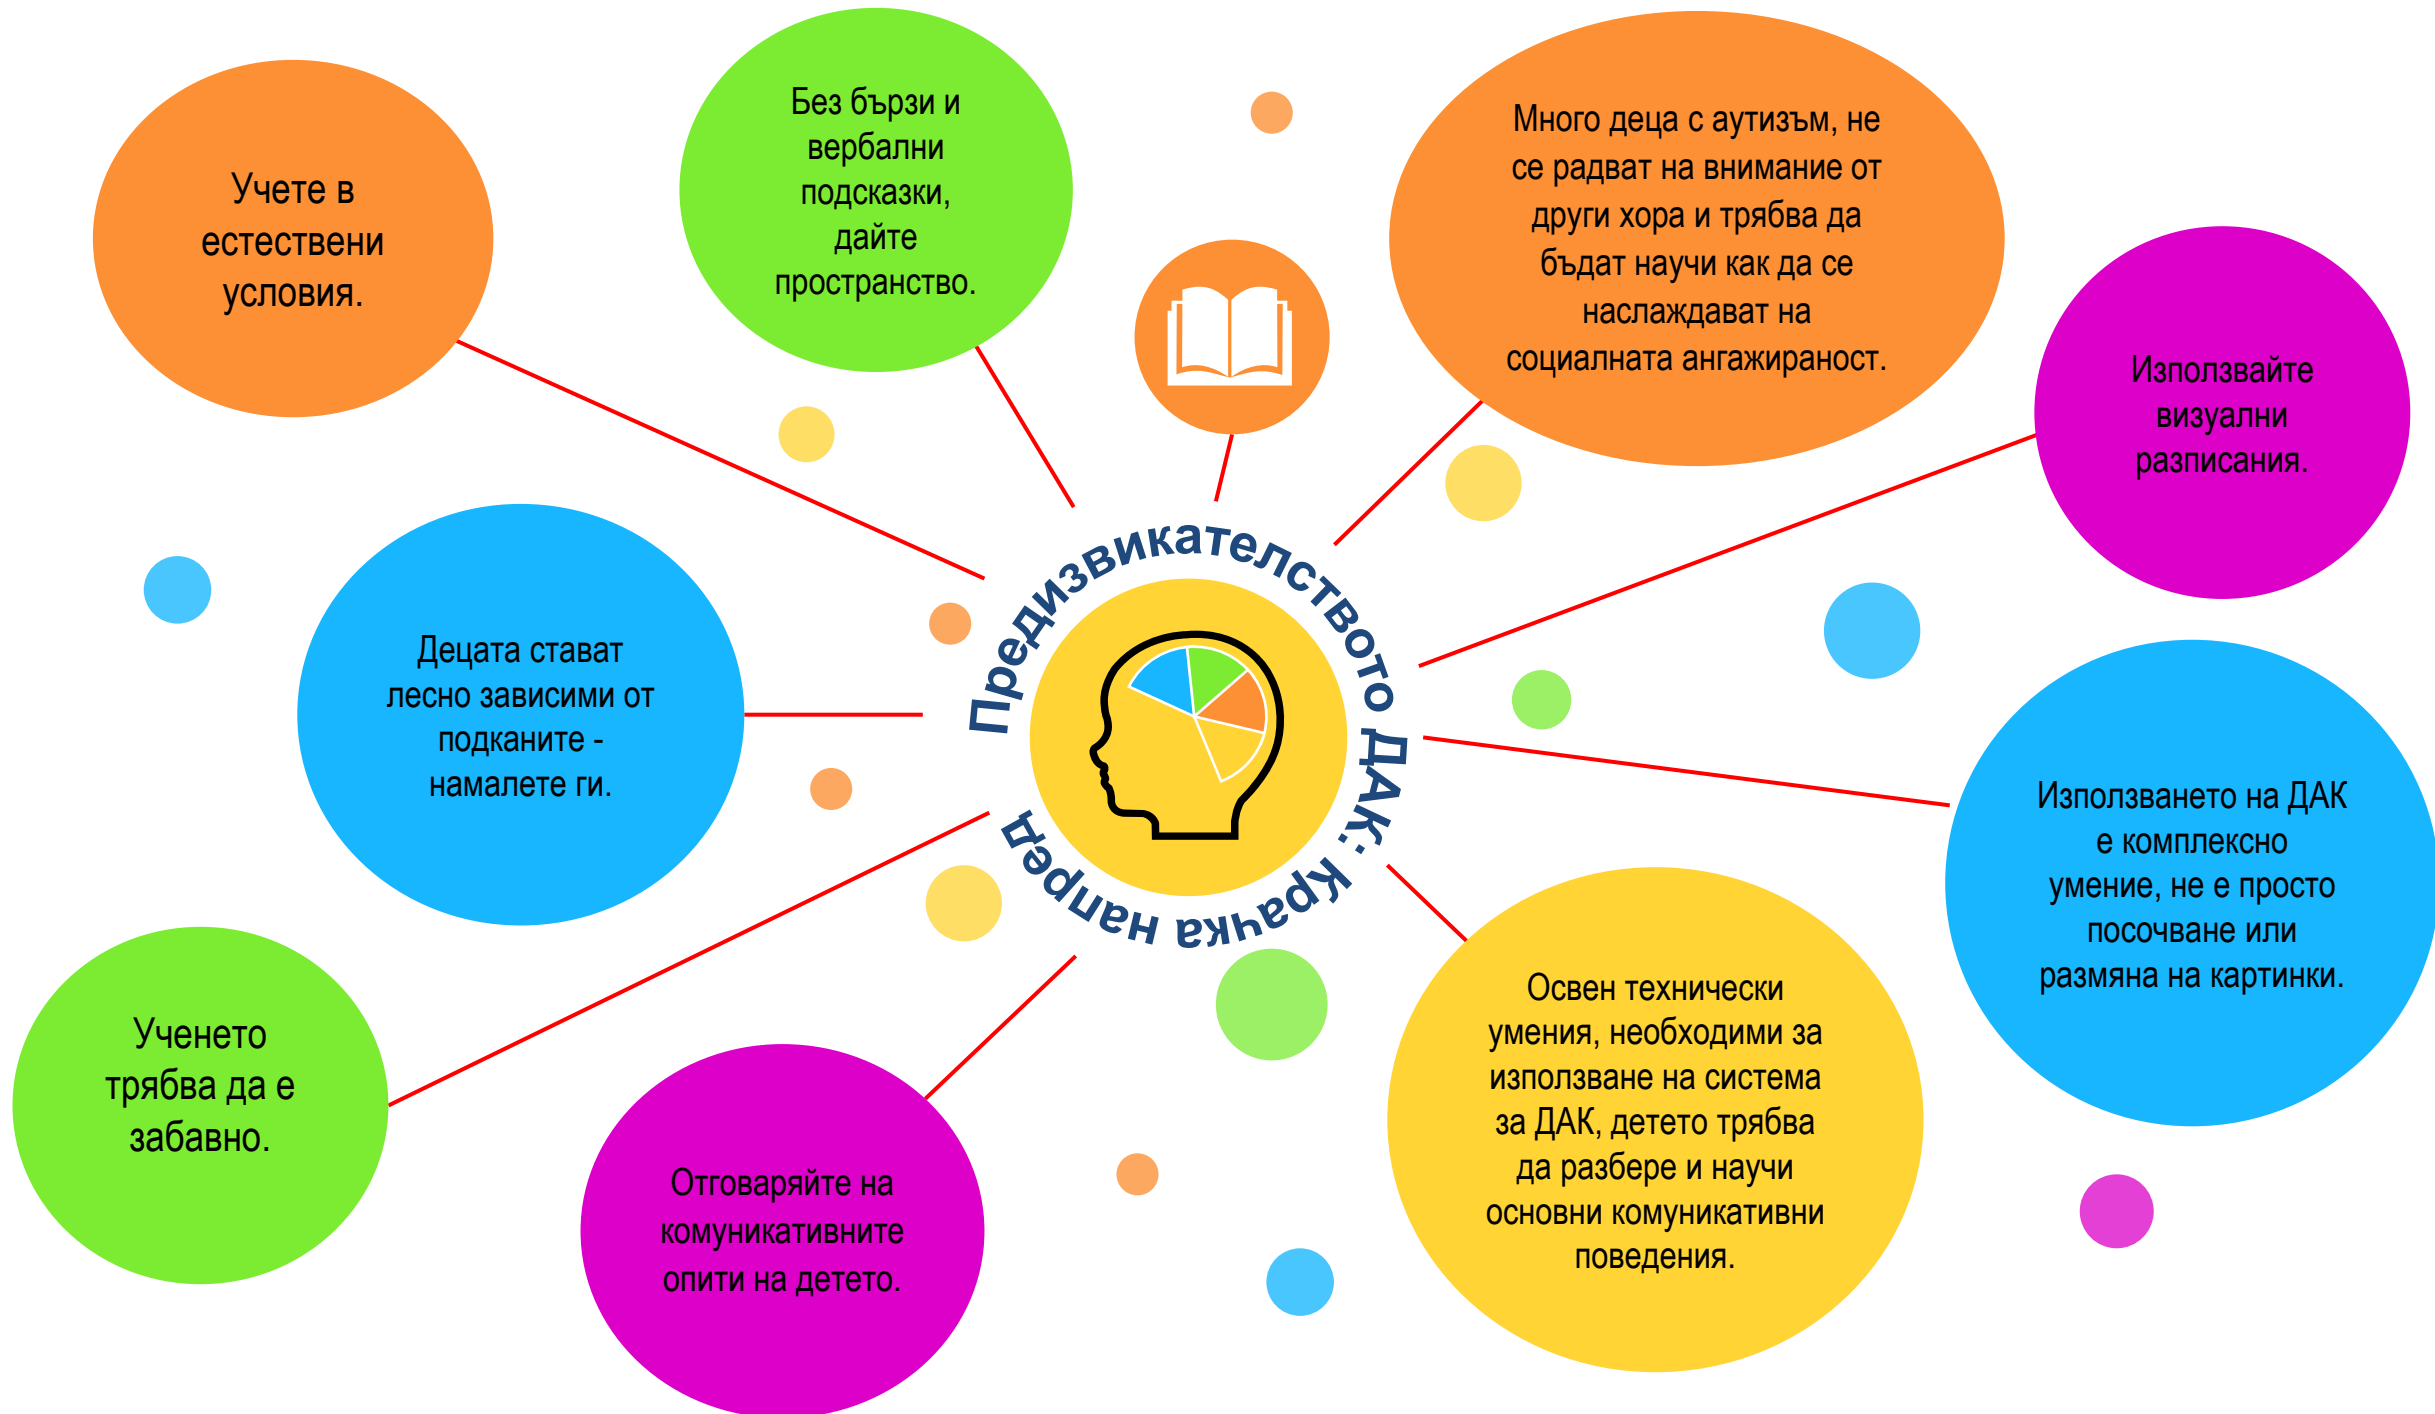 Учете в
естествени
условия.
Без бързи и
вербални
подсказки,
дайте
пространство.
Много деца с аутизъм, не
се радват на внимание от
други хора и трябва да
бъдат научи как да се
наслаждават на
социалната ангажираност.
Използвайте
визуални
разписания.
Предизвикателството ДАК: Крачка напред
Децата стават
лесно зависими от
подканите -
намалете ги.
Използването на ДАК
е комплексно
умение, не е просто
посочване или
размяна на картинки.
Ученето
трябва да е
забавно.
Отговаряйте на
комуникативните
опити на детето.
Освен технически
умения, необходими за
използване на система
за ДАК, детето трябва
да разбере и научи
основни комуникативни
поведения.